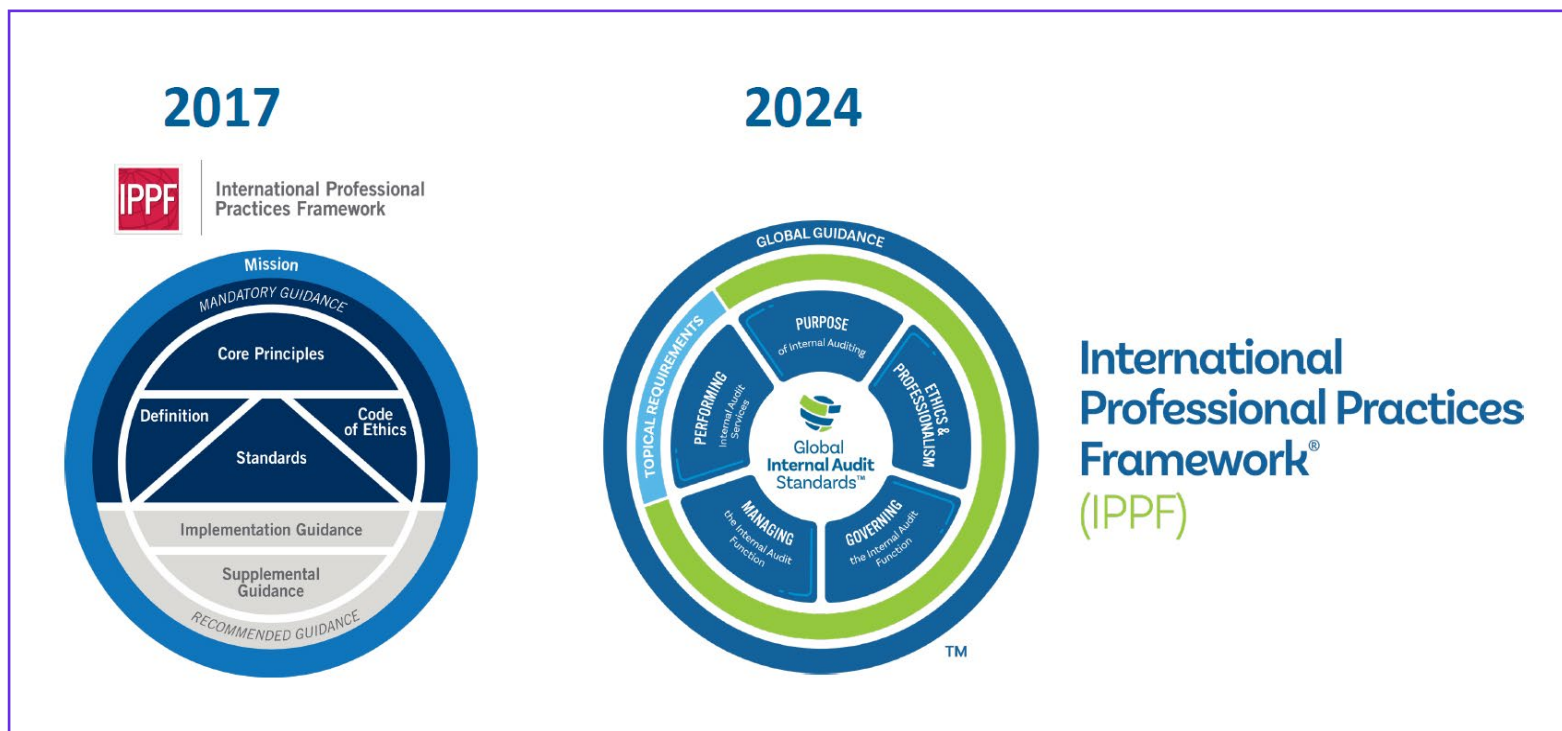 2017
IPPF
International Professional
Practices Framework
Mission
MANDATORY GUIDANCE
Core Principles
Definition
Code
of Ethics
Standards
Implementation Guidance
Supplemental
Guidance
RECOMMENDED GUIDANCE
2024
GLOBAL GUIDANCE
TOPICAL REQUIREMENTS
PURPOSE
of Internal Auditing
ETHICS &
PROFESSIONALISM
GOVERNING
the Internal Audit
Function
MANAGING
the Internal Audit
Function
PERFORMING
Internal Audit
Services
Global
Internal Audit
Standards™
TM
International
Professional Practices
Framework®
(IPPF)